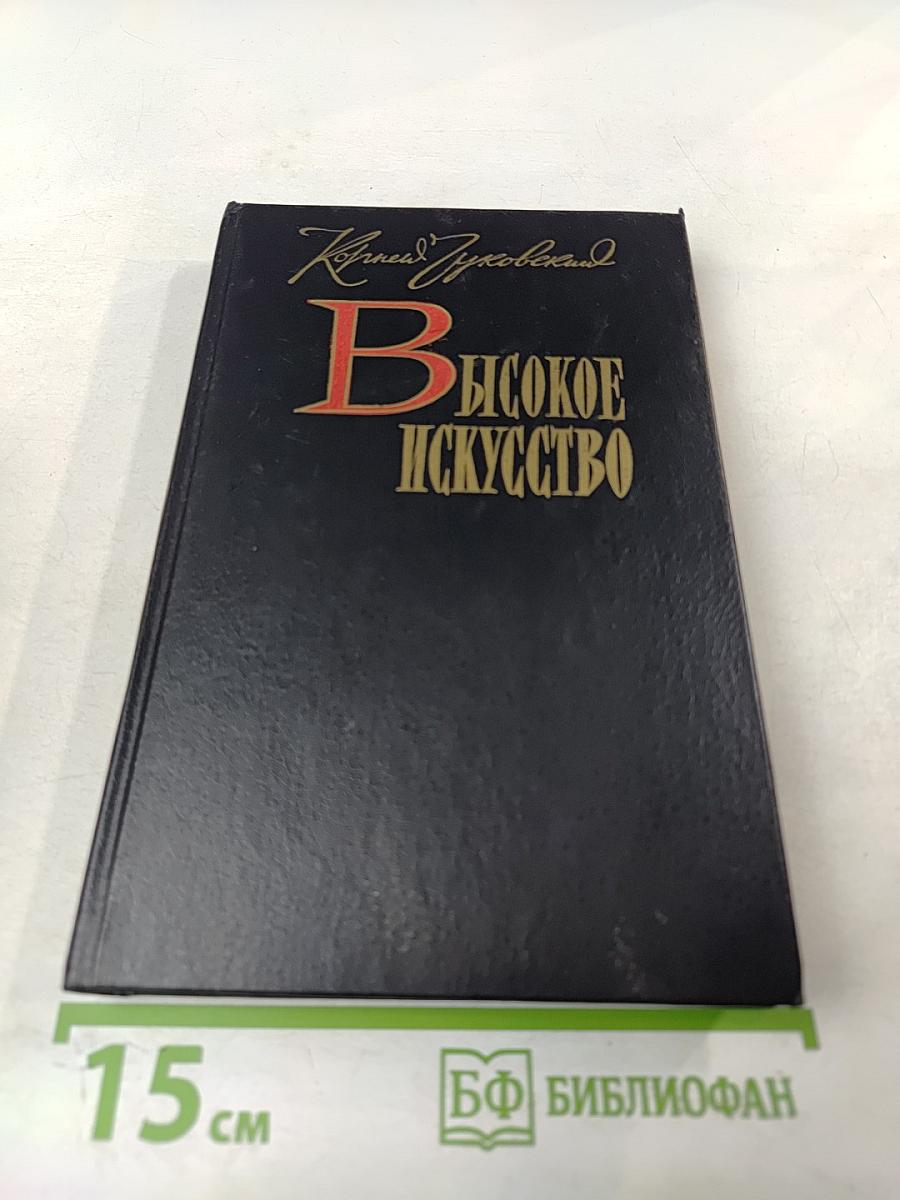 Корней Чуковский
Высокое
искусство
15 см
БФ БИБЛИОФАН